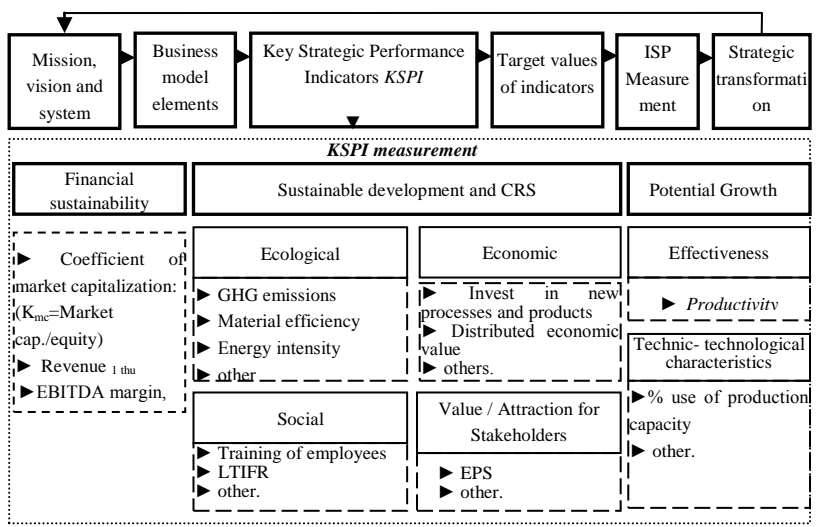 Mission,
vision and
system
Business
model
elements
Key Strategic Performance
Indicators KSPI
Target values
of indicators
ISP
Measure
ment
Strategic
transformati
on
KSPI measurement
Financial
sustainability
Sustainable development and CRS
Potential Growth
► Coefficient of
market capitalization:
(Kmc=Market
cap./equity)
► Revenue 1 thu
►EBITDA margin,
Ecological
► GHG emissions
► Material efficiency
► Energy intensity
► other
Economic
► Invest in new
processes and products
► Distributed economic
value
► others.
Effectiveness
► Productivity
Technic- technological
characteristics
►% use of production
capacity
► other.
Social
► Training of employees
► LTIFR
► other.
Value / Attraction for
Stakeholders
► EPS
► other.